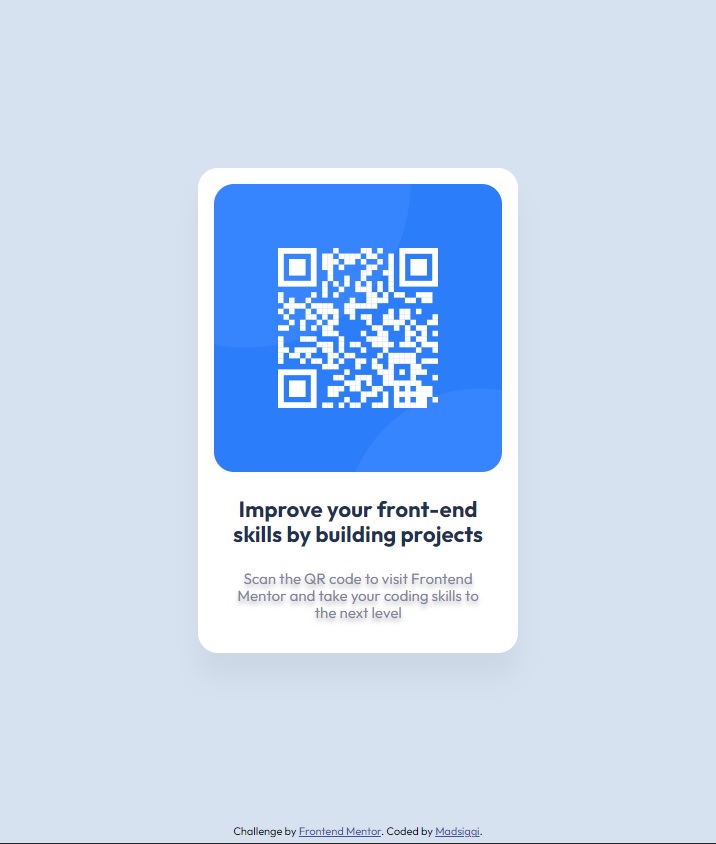 Improve your front-end
skills by building projects
Scan the QR code to visit Frontend
Mentor and take your coding skills to
the next level
Challenge by Frontend Mentor. Coded by Madsiggi.